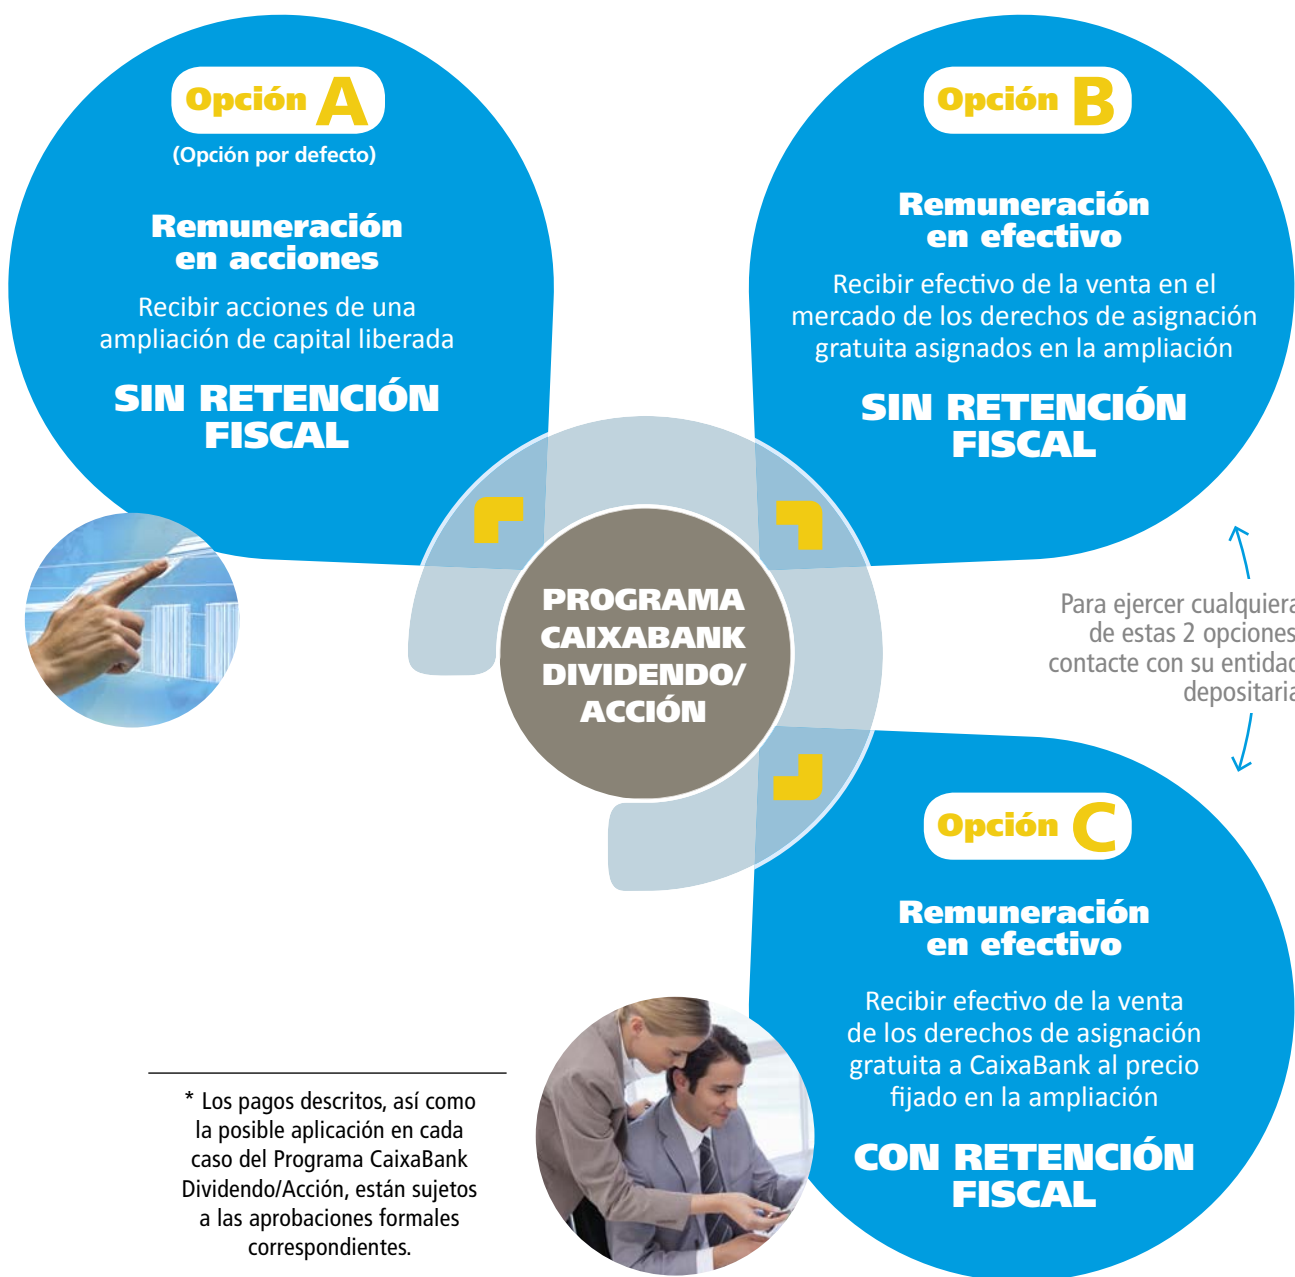 Opción A
(Opción por defecto)
Remuneración
en acciones
Recibir acciones de una
ampliación de capital liberada
SIN RETENCIÓN
FISCAL
Opción B
Remuneración
en efectivo
Recibir efectivo de la venta en el
mercado de los derechos de asignación
gratuita asignados en la ampliación
SIN RETENCIÓN
FISCAL
PROGRAMA
CAIXABANK
DIVIDENDO/
ACCIÓN
Para ejercer cualquiera
de estas 2 opciones
contacte con su entidad
depositaria
Opción C
Remuneración
en efectivo
Recibir efectivo de la venta
de los derechos de asignación
gratuita a CaixaBank al precio
fijado en la ampliación
CON RETENCIÓN
FISCAL
* Los pagos descritos, así como
la posible aplicación en cada
caso del Programa CaixaBank
Dividendo/Acción, están sujetos
a las aprobaciones formales
correspondientes.